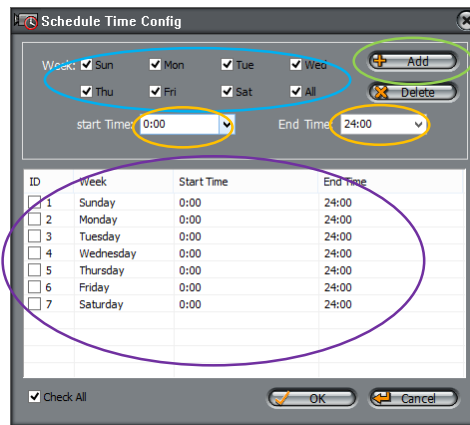 Schedule Time Config
Week: Sun Mon Tue Wed Add
Thu Fri Sat All Delete
start Time: 0:00 End Time: 24:00
ID Week Start Time End Time
1 Sunday 0:00 24:00
2 Monday 0:00 24:00
3 Tuesday 0:00 24:00
4 Wednesday 0:00 24:00
5 Thursday 0:00 24:00
6 Friday 0:00 24:00
7 Saturday 0:00 24:00
Check All OK Cancel